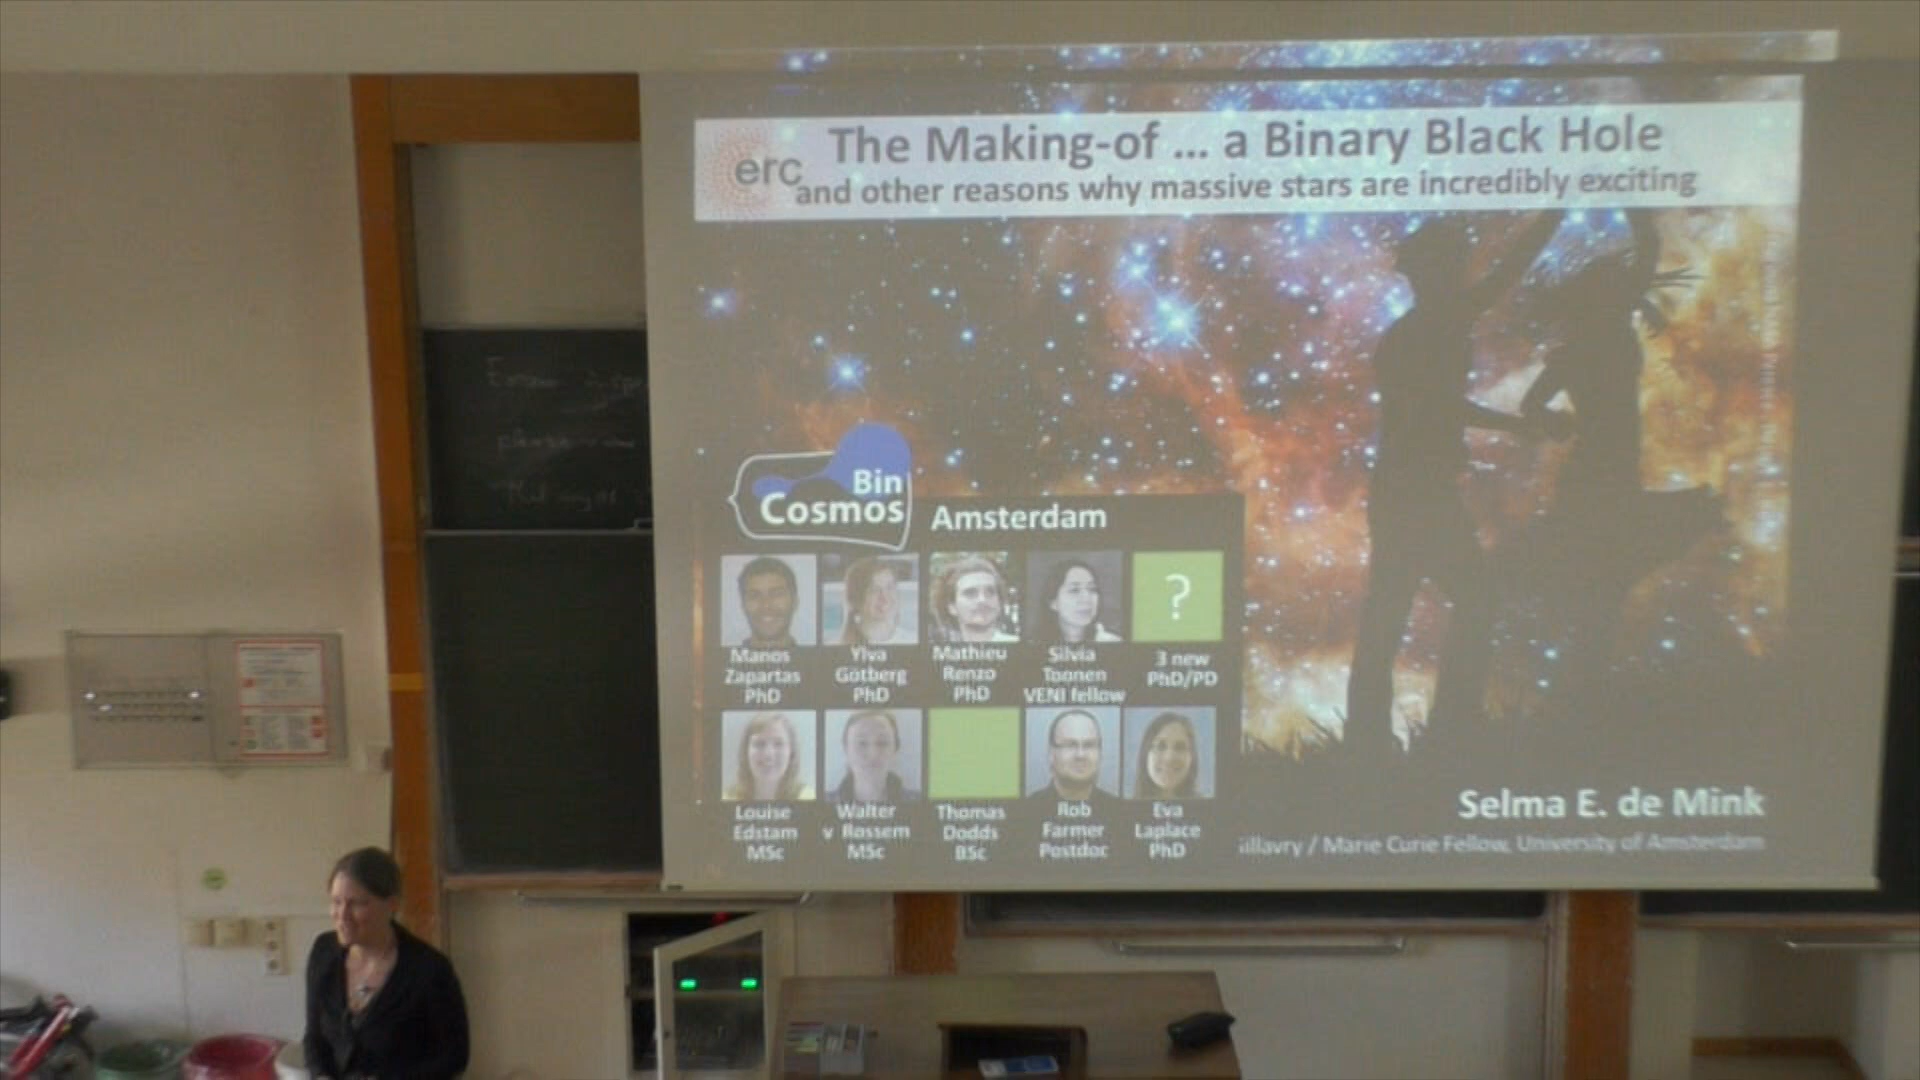 The Making-of ... a Binary Black Hole
erc
and other reasons why massive stars are incredibly exciting
Bin
Cosmos
Amsterdam
?
Manos
Zapartas
PhD
Ylva
Götberg
PhD
Mathieu
Renzo
PhD
Silvia
Toonen
VENI fellow
3 new
PhD/PD
Louise
Edstam
MSc
Walter
v Rossem
MSc
Thomas
Dodds
BSc
Rob
Farmer
Postdoc
Eva
Laplace
PhD
Selma E. de Mink
/ Marie Curie Fellow, University of Amsterdam
please